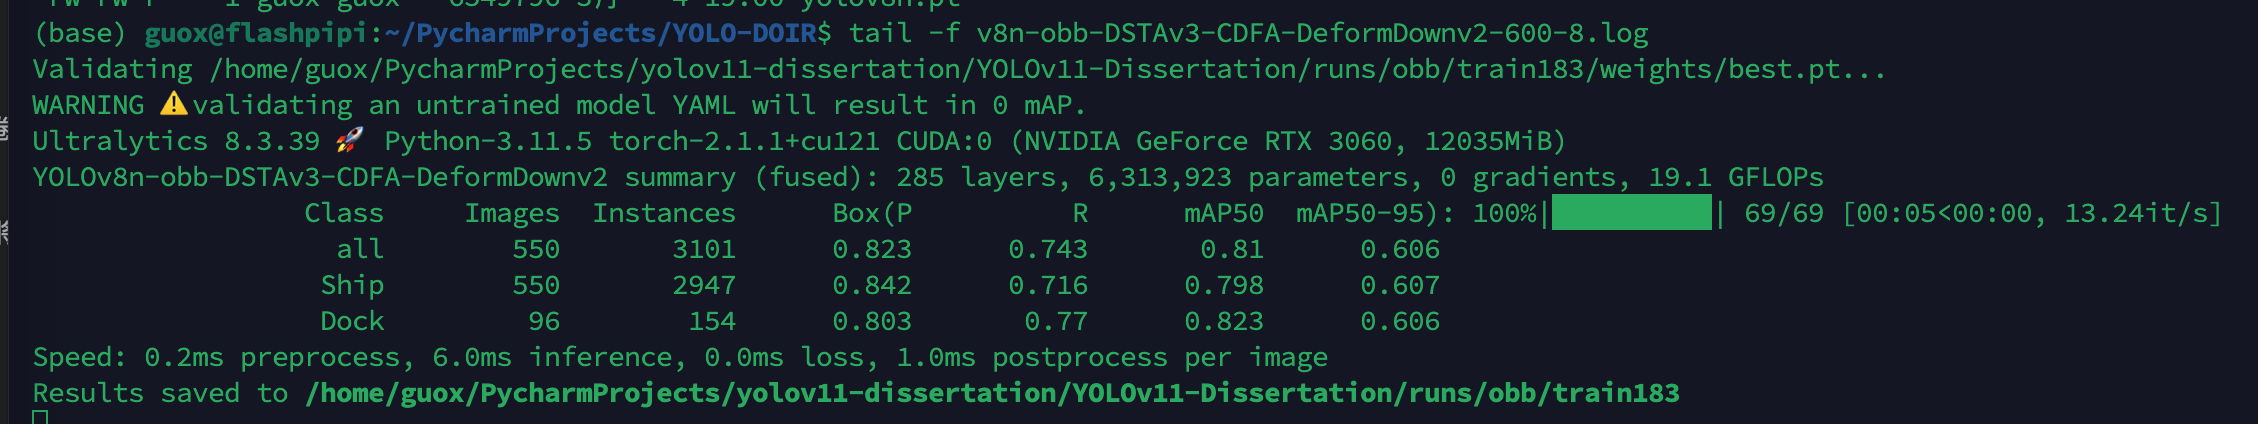 (base) guox@flashpipi:~/PycharmProjects/YOLO-DOIR$ tail -f v8n-obb-DSTAv3-CDFA-DeformDownv2-600-8.log
Validating /home/guox/PycharmProjects/yolov11-dissertation/YOLOv11-Dissertation/runs/obb/train183/weights/best.pt...
WARNING ⚠️validating an untrained model YAML will result in 0 mAP.
Ultralytics 8.3.39 🚀 Python-3.11.5 torch-2.1.1+cu121 CUDA:0 (NVIDIA GeForce RTX 3060, 12035MiB)
YOLOv8n-obb-DSTAv3-CDFA-DeformDownv2 summary (fused): 285 layers, 6,313,923 parameters, 0 gradients, 19.1 GFLOPs
Class Images Instances Box(P R mAP50 mAP50-95): 100%|██████████| 69/69 [00:05<00:00, 13.24it/s]
all 550 3101 0.823 0.743 0.81 0.606
Ship 550 2947 0.842 0.716 0.798 0.607
Dock 96 154 0.803 0.77 0.823 0.606
Speed: 0.2ms preprocess, 6.0ms inference, 0.0ms loss, 1.0ms postprocess per image
Results saved to /home/guox/PycharmProjects/yolov11-dissertation/YOLOv11-Dissertation/runs/obb/train183